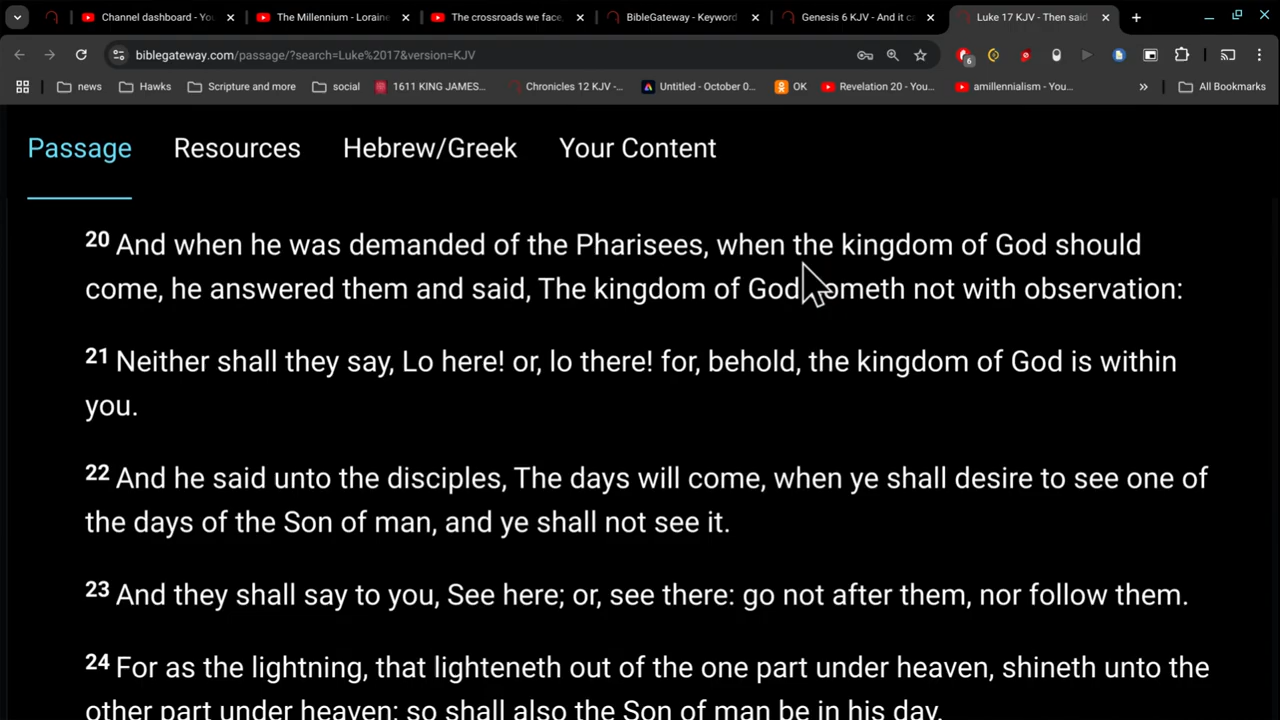 Channel dashboard - You
The Millennium - Loraine
The crossroads we face,
BibleGateway - Keyword
Genesis 6 KJV - And it ca
Luke 17 KJV - Then said
biblegateway.com/passage/?search=Luke%2017&version=KJV
6
news
Hawks
Scripture and more
social
1611 KING JAMES...
Chronicles 12 KJV -...
Untitled - October 0...
OK
Revelation 20 - You...
amillennialism - You...
All Bookmarks
Passage
Resources
Hebrew/Greek
Your Content
20 And when he was demanded of the Pharisees, when the kingdom of God should
come, he answered them and said, The kingdom of God cometh not with observation:
21 Neither shall they say, Lo here! or, lo there! for, behold, the kingdom of God is within
you.
22 And he said unto the disciples, The days will come, when ye shall desire to see one of
the days of the Son of man, and ye shall not see it.
23 And they shall say to you, See here; or, see there: go not after them, nor follow them.
24 For as the lightning, that lighteneth out of the one part under heaven, shineth unto the
other part under heaven; so shall also the Son of man be in his day.